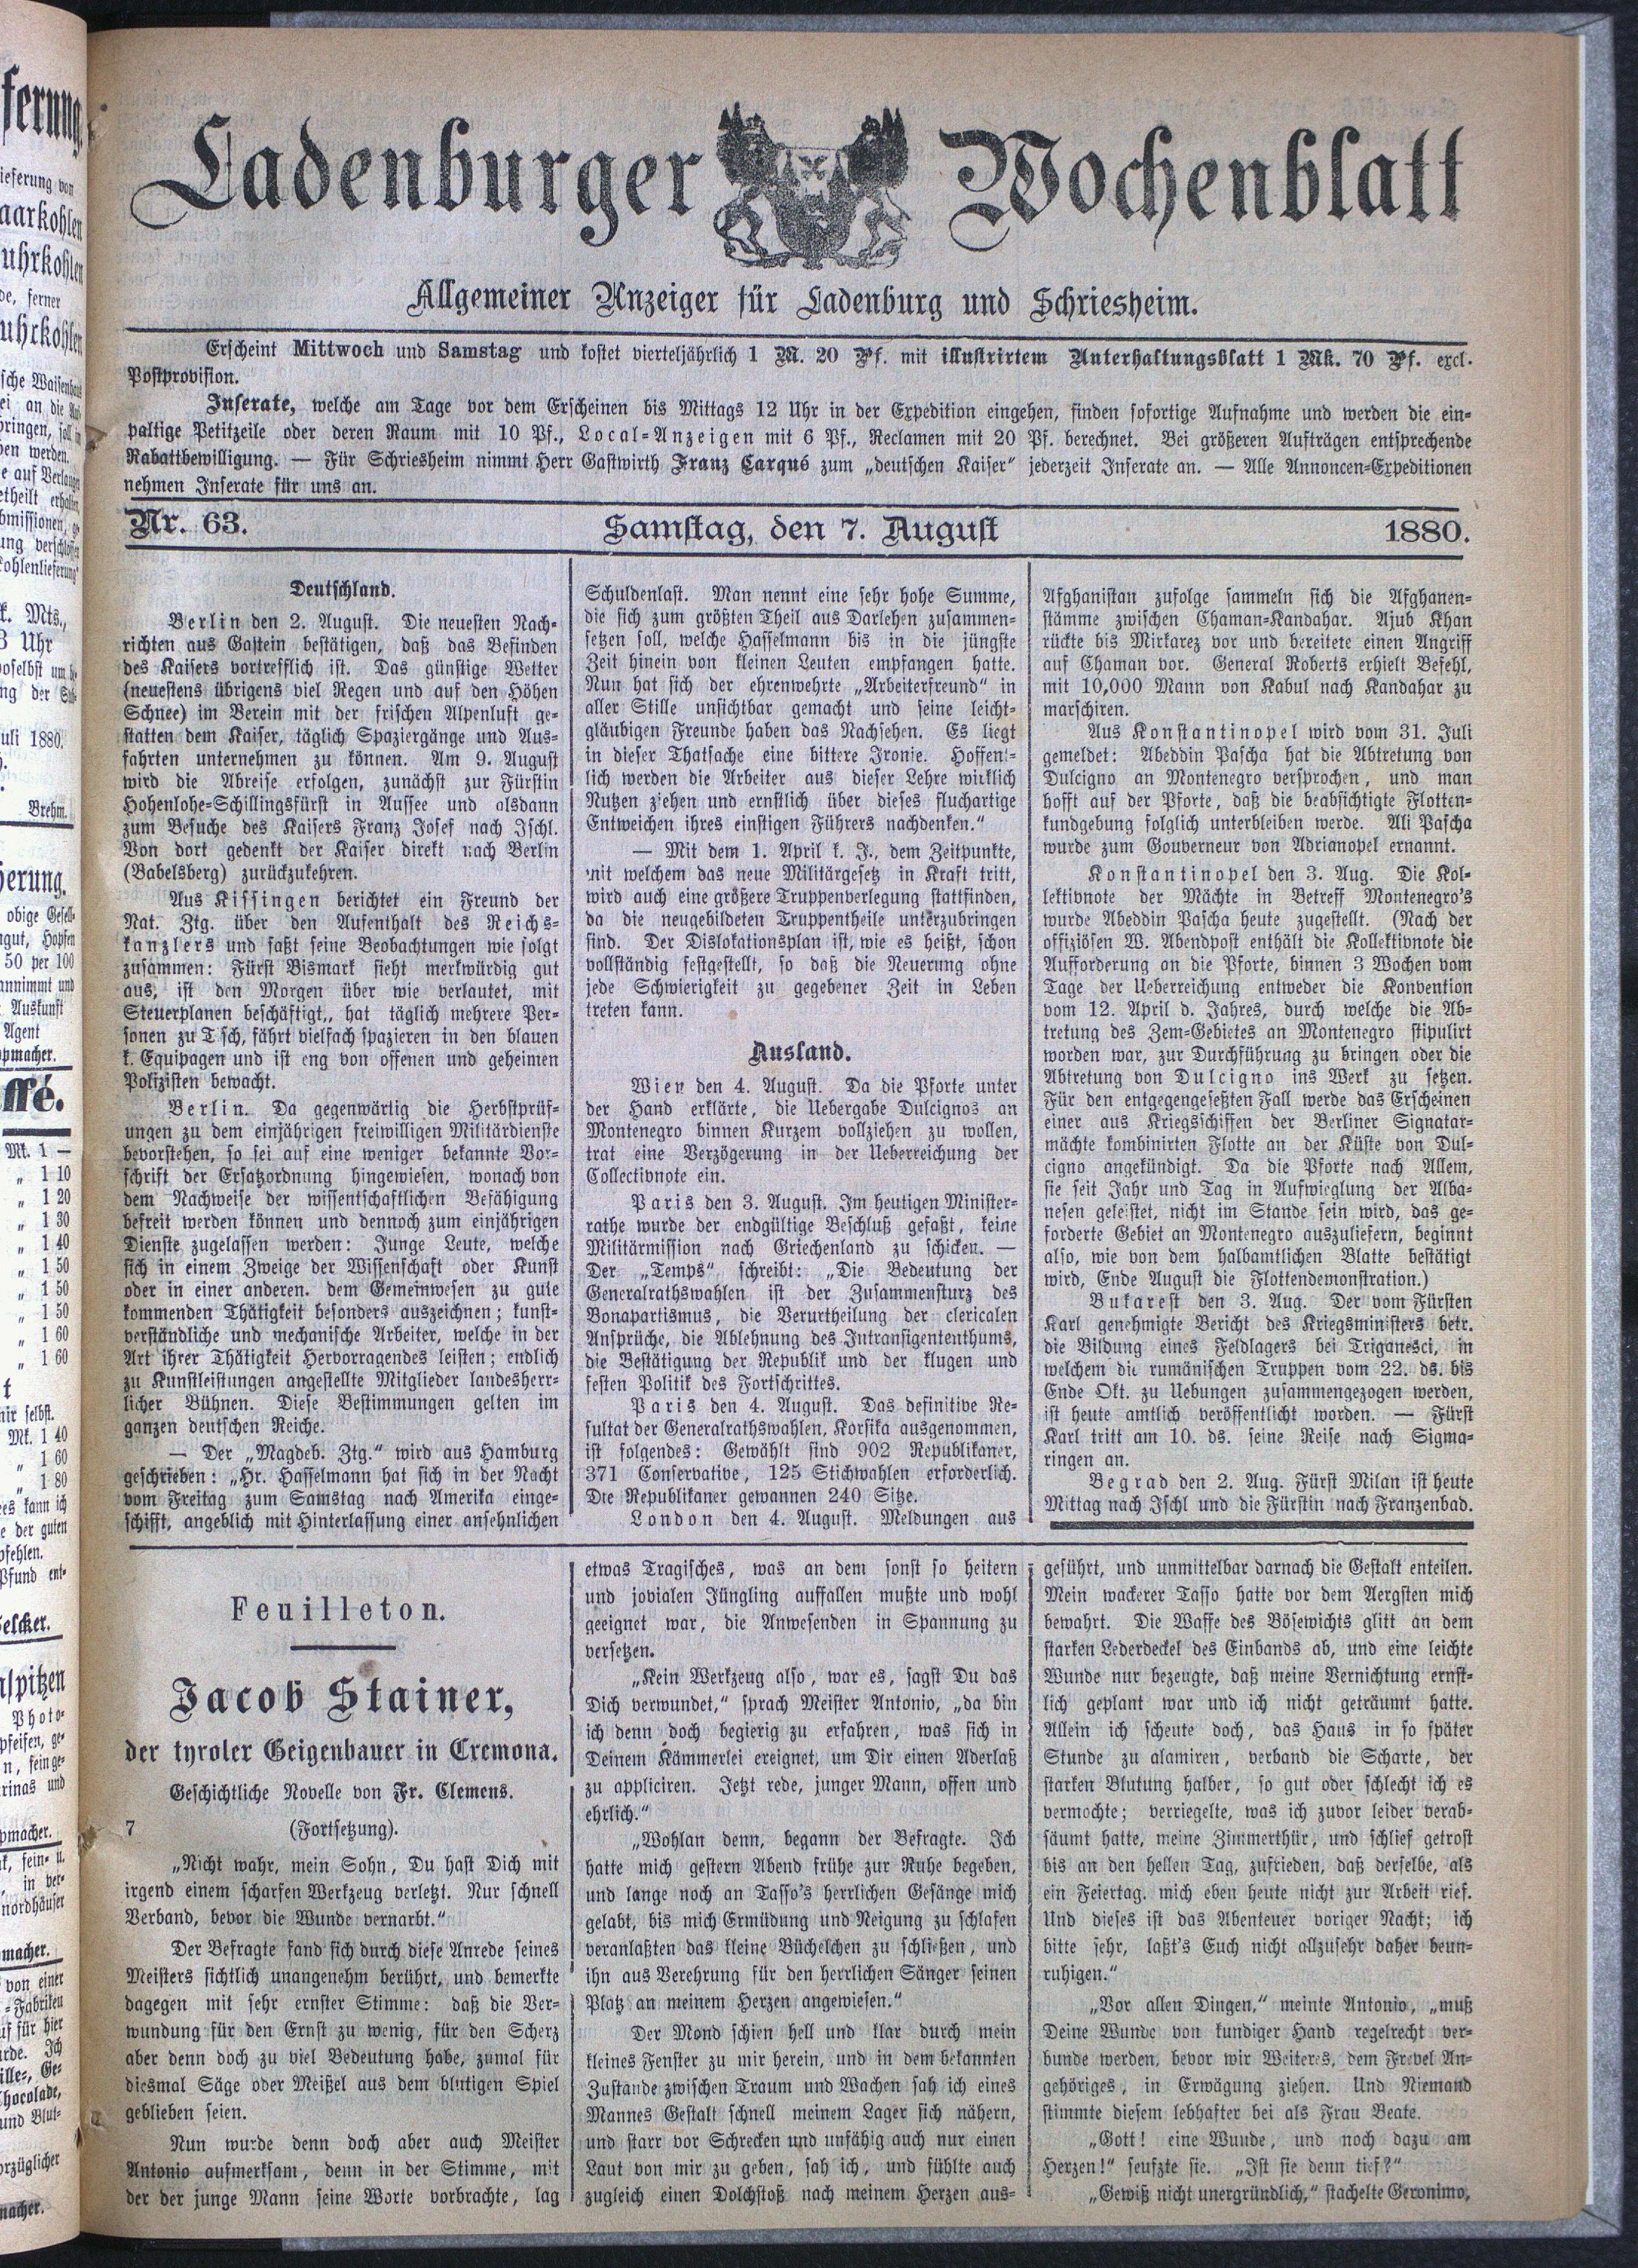 Ladenburger Wochenblatt
Allgemeiner Anzeiger für Ladenburg und Schriesheim.
Erscheint Mittwoch und Samstag und kostet vierteljährlich 1 M. 20 Pf. mit illustrirtem Unterhaltungsblatt 1 Mk. 70 Pf. excl.
Postprovision.
Inserate, welche am Tage vor dem Erscheinen bis Mittags 12 Uhr in der Expedition eingehen, finden sofortige Aufnahme und werden die ein-
paltige Petitzeile oder deren Raum mit 10 Pf., Local-Anzeigen mit 6 Pf., Reclamen mit 20 Pf. berechnet. Bei größeren Aufträgen entsprechende
Rabattbewilligung. — Für Schriesheim nimmt Herr Gastwirth Franz Carqué zum „deutschen Kaiser“ jederzeit Inserate an. — Alle Annoncen-Expeditionen
nehmen Inserate für uns an.
Nr. 63. Samstag, den 7. August 1880.
Deutschland.
Berlin den 2. August. Die neuesten Nach-
richten aus Gastein bestätigen, daß das Befinden
des Kaisers vortrefflich ist. Das günstige Wetter
(neuestens übrigens viel Regen und auf den Höhen
Schnee) im Verein mit der frischen Alpenluft ge-
statten dem Kaiser, täglich Spaziergänge und Aus-
fahrten unternehmen zu können. Am 9. August
wird die Abreise erfolgen, zunächst zur Fürstin
Hohenlohe-Schillingsfürst in Aussee und alsdann
zum Besuche des Kaisers Franz Josef nach Ischl.
Von dort gedenkt der Kaiser direkt nach Berlin
(Babelsberg) zurückzukehren.
Aus Kissingen berichtet ein Freund der
Nat. Ztg. über den Aufenthalt des Reichs-
kanzlers und faßt seine Beobachtungen wie folgt
zusammen: Fürst Bismark sieht merkwürdig gut
aus, ist den Morgen über wie verlautet, mit
Steuerplanen beschäftigt,, hat täglich mehrere Per-
sonen zu Tisch, fährt vielfach spazieren in den blauen
k. Equipagen und ist eng von offenen und geheimen
Polizisten bewacht.
Berlin. Da gegenwärtig die Herbstprüf-
ungen zu dem einjährigen freiwilligen Militärdienste
bevorstehen, so sei auf eine weniger bekannte Vor-
schrift der Ersatzordnung hingewiesen, wonach von
dem Nachweise der wissentschaftlichen Befähigung
befreit werden können und dennoch zum einjährigen
Dienste zugelassen werden: Junge Leute, welche
sich in einem Zweige der Wissenschaft oder Kunst
oder in einer anderen. dem Gemeinwesen zu gute
kommenden Thätigkeit besonders auszeichnen; kunst-
verständliche und mechanische Arbeiter, welche in der
Art ihrer Thätigkeit Hervorragendes leisten; endlich
zu Kunstleistungen angestellte Mitglieder landesherr-
licher Bühnen. Diese Bestimmungen gelten im
ganzen deutschen Reiche.
— Der „Magdeb. Ztg.“ wird aus Hamburg
geschrieben: „Hr. Hasselmann hat sich in der Nacht
vom Freitag zum Samstag nach Amerika einge-
schifft, angeblich mit Hinterlassung einer ansehnlichen
Schuldenlast. Man nennt eine sehr hohe Summe,
die sich zum größten Theil aus Darlehen zusammen-
setzen soll, welche Hasselmann bis in die jüngste
Zeit hinein von kleinen Leuten empfangen hatte.
Nun hat sich der ehrenwehrte „Arbeiterfreund“ in
aller Stille unsichtbar gemacht und seine leicht-
gläubigen Freunde haben das Nachsehen. Es liegt
in dieser Thatsache eine bittere Ironie. Hoffent-
lich werden die Arbeiter aus dieser Lehre wirklich
Nutzen ziehen und ernstlich über dieses fluchartige
Entweichen ihres einstigen Führers nachdenken.“
— Mit dem 1. April k. J., dem Zeitpunkte,
mit welchem das neue Militärgesetz in Kraft tritt,
wird auch eine größere Truppenverlegung stattfinden,
da die neugebildeten Truppentheile unterzubringen
sind. Der Dislokationsplan ist, wie es heißt, schon
vollständig festgestellt, so daß die Neuerung ohne
jede Schwierigkeit zu gegebener Zeit in Leben
treten kann.
Ausland.
Wien den 4. August. Da die Pforte unter
der Hand erklärte, die Uebergabe Dulcignos an
Montenegro binnen Kurzem vollziehen zu wollen,
trat eine Verzögerung in der Ueberreichung der
Collectivnote ein.
Paris den 3. August. Im heutigen Minister-
rathe wurde der endgültige Beschluß gefaßt, keine
Militärmission nach Griechenland zu schicken. —
Der „Temps“ schreibt: „Die Bedeutung der
Generalrathswahlen ist der Zusammensturz des
Bonapartismus, die Verurtheilung der clericalen
Ansprüche, die Ablehnung des Intransigententhums,
die Bestätigung der Republik und der klugen und
festen Politik des Fortschrittes.
Paris den 4. August. Das definitive Re-
sultat der Generalrathswahlen, Korsika ausgenommen,
ist folgendes: Gewählt sind 902 Republikaner,
371 Conservative, 125 Stichwahlen erforderlich.
Die Republikaner gewannen 240 Sitze.
London den 4. August. Meldungen aus
Afghanistan zufolge sammeln sich die Afghanen-
stämme zwischen Chaman-Kandahar. Ajub Khan
rückte bis Mirkarez vor und bereitete einen Angriff
auf Chaman vor. General Roberts erhielt Befehl,
mit 10,000 Mann von Kabul nach Kandahar zu
marschiren.
Aus Konstantinopel wird vom 31. Juli
gemeldet: Abeddin Pascha hat die Abtretung von
Dulcigno an Montenegro versprochen, und man
hofft auf der Pforte, daß die beabsichtigte Flotten-
kundgebung folglich unterbleiben werde. Ali Pascha
wurde zum Gouverneur von Adrianopel ernannt.
Konstantinopel den 3. Aug. Die Kol-
lektivnote der Mächte in Betreff Montenegro's
wurde Abeddin Pascha heute zugestellt. (Nach der
offiziösen W. Abendpost enthält die Kollektivnote die
Aufforderung an die Pforte, binnen 3 Wochen vom
Tage der Ueberreichung entweder die Konvention
vom 12. April d. Jahres, durch welche die Ab-
tretung des Zem-Gebietes an Montenegro stipulirt
worden war, zur Durchführung zu bringen oder die
Abtretung von Dulcigno ins Werk zu setzen.
Für den entgegengesetzten Fall werde das Erscheinen
einer aus Kriegsschiffen der Berliner Signatar-
mächte kombinirten Flotte an der Küste von Dul-
cigno angekündigt. Da die Pforte nach Allem,
sie seit Jahr und Tag in Aufwieglung der Alba-
nesen geleistet, nicht im Stande sein wird, das ge-
forderte Gebiet an Montenegro auszuliefern, beginnt
also, wie von dem halbamtlichen Blatte bestätigt
wird, Ende August die Flottendemonstration.)
Bukarest den 3. Aug. Der vom Fürsten
Karl genehmigte Bericht des Kriegsministers betr.
die Bildung eines Feldlagers bei Triganesci, in
welchem die rumänischen Truppen vom 22. ds. bis
Ende Okt. zu Uebungen zusammengezogen werden,
ist heute amtlich veröffentlicht worden. — Fürst
Karl tritt am 10. ds. seine Reise nach Sigma-
ringen an.
Begrad den 2. Aug. Fürst Milan ist heute
Mittag nach Ischl und die Fürstin nach Franzenbad.
Feuilleton.
Jacob Stainer,
der tyroler Geigenbauer in Cremona.
Geschichtliche Novelle von Fr. Clemens.
7 (Fortsetzung).
„Nicht wahr, mein Sohn, Du hast Dich mit
irgend einem scharfen Werkzeug verletzt. Nur schnell
Verband, bevor die Wunde vernarbt.“
Der Befragte fand sich durch diese Anrede seines
Meisters sichtlich unangenehm berührt, und bemerkte
dagegen mit sehr ernster Stimme: daß die Ver-
wundung für den Ernst zu wenig, für den Scherz
aber denn doch zu viel Bedeutung habe, zumal für
diesmal Säge oder Meißel aus dem blutigen Spiel
geblieben seien.
Nun wurde denn doch aber auch Meister
Antonio aufmerksam, denn in der Stimme, mit
der der junge Mann seine Worte vorbrachte, lag
etwas Tragisches, was an dem sonst so heitern
und jovialen Jüngling auffallen mußte und wohl
geeignet war, die Anwesenden in Spannung zu
versetzen.
„Kein Werkzeug also, war es, sagst Du das
Dich verwundet,“ sprach Meister Antonio, „da bin
ich denn doch begierig zu erfahren, was sich in
Deinem Kämmerlei ereignet, um Dir einen Aderlaß
zu appliciren. Jetzt rede, junger Mann, offen und
ehrlich.“
„Wohlan denn, begann der Befragte. Ich
hatte mich gestern Abend frühe zur Ruhe begeben,
und lange noch an Tasso's herrlichen Gesänge mich
gelabt, bis mich Ermüdung und Neigung zu schlafen
veranlaßten das kleine Büchelchen zu schließen, und
ihn aus Verehrung für den herrlichen Sänger seinen
Platz an meinem Herzen angewiesen.“
Der Mond schien hell und klar durch mein
kleines Fenster zu mir herein, und in dem bekannten
Zustande zwischen Traum und Wachen sah ich eines
Mannes Gestalt schnell meinem Lager sich nähern,
und starr vor Schrecken und unfähig auch nur einen
Laut von mir zu geben, sah ich, und fühlte auch
zugleich einen Dolchstoß nach meinem Herzen aus-
geführt, und unmittelbar darnach die Gestalt enteilen.
Mein wackerer Tasso hatte vor dem Aergsten mich
bewahrt. Die Waffe des Bösewichts glitt an dem
starken Lederdeckel des Einbands ab, und eine leichte
Wunde nur bezeugte, daß meine Vernichtung ernst-
lich geplant war und ich nicht geträumt hatte.
Allein ich scheute doch, das Haus in so später
Stunde zu alamiren, verband die Scharte, der
starken Blutung halber, so gut oder schlecht ich es
vermochte; verriegelte, was ich zuvor leider verab-
säumt hatte, meine Zimmerthür, und schlief getrost
bis an den hellen Tag, zufrieden, daß derselbe, als
ein Feiertag. mich eben heute nicht zur Arbeit rief.
Und dieses ist das Abenteuer voriger Nacht; ich
bitte sehr, laßt's Euch nicht allzusehr daher beun-
ruhigen.“
„Vor allen Dingen,“ meinte Antonio, „muß
Deine Wunde von kundiger Hand regelrecht ver-
bunde werden, bevor wir Weiteres, dem Frevel An-
gehöriges, in Erwägung ziehen. Und Niemand
stimmte diesem lebhafter bei als Frau Beate.
„Gott! eine Wunde, und noch dazu am
Herzen!“ seufzte sie. „Ist sie denn tief?“
„Gewiß nicht unergründlich,“ stachelte Geronimo,